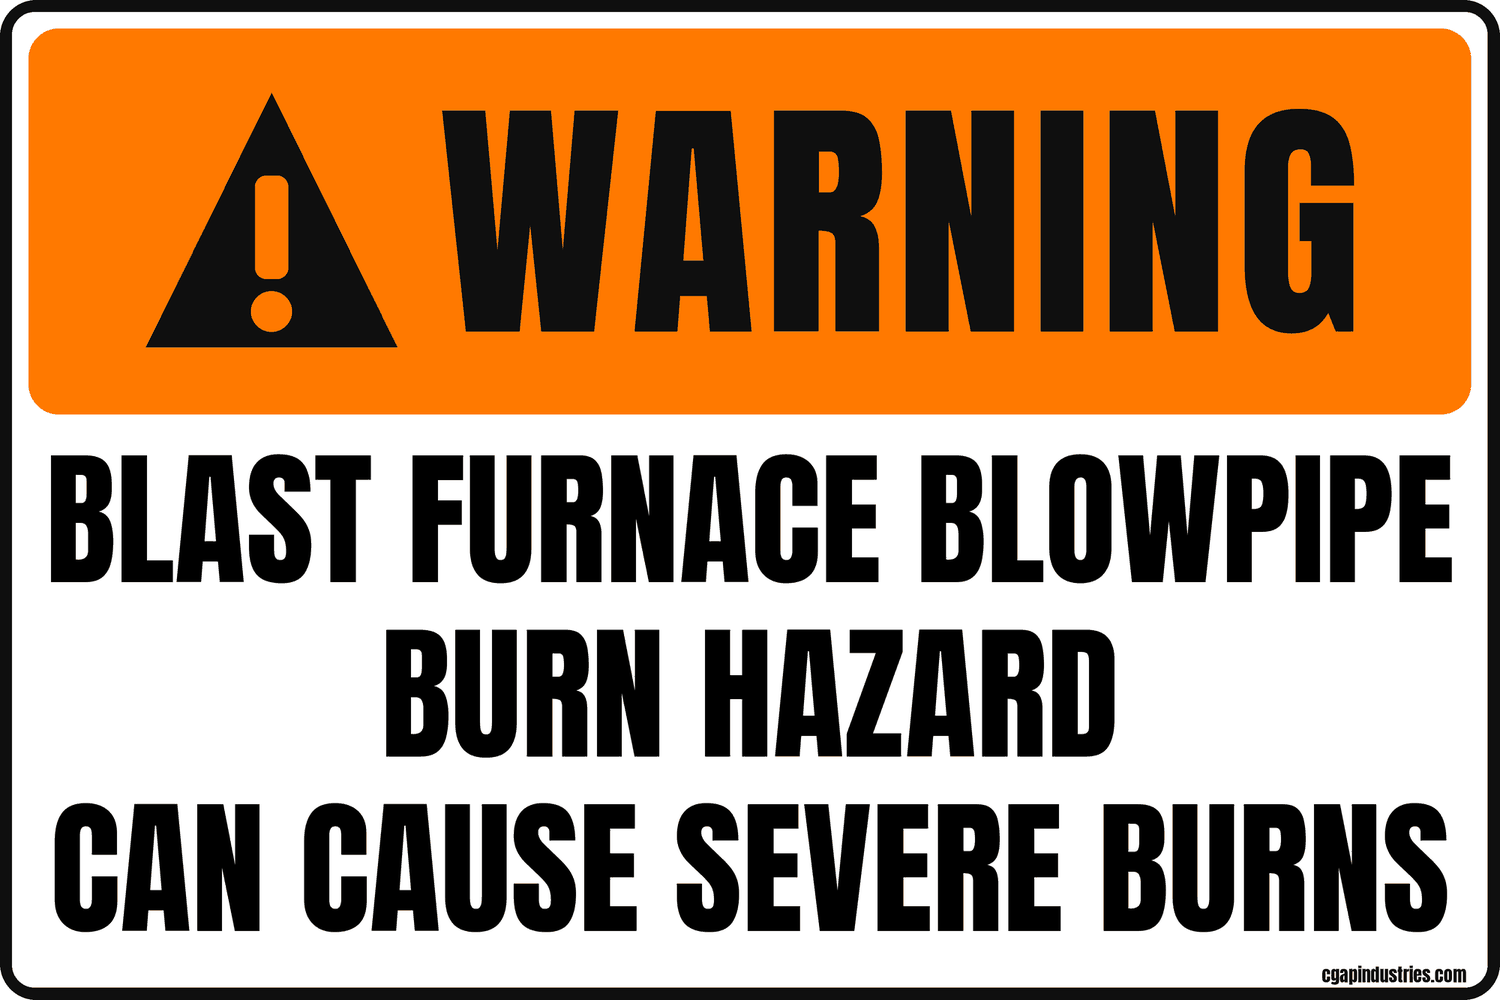 WARNING
BLAST FURNACE BLOWPIPE
BURN HAZARD
CAN CAUSE SEVERE BURNS
cgapindustries.com